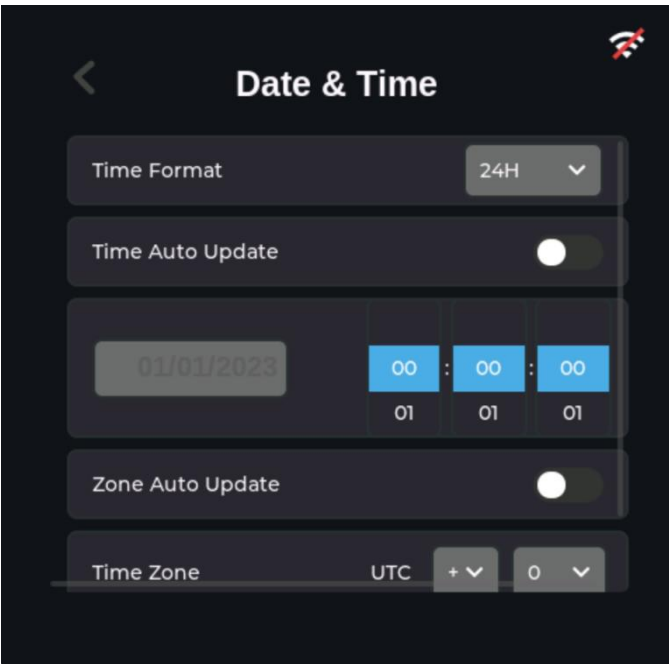 Date & Time
Time Format 24H
Time Auto Update
01/01/2023 00 : 00 : 00
01 01 01
Zone Auto Update
Time Zone UTC + 0